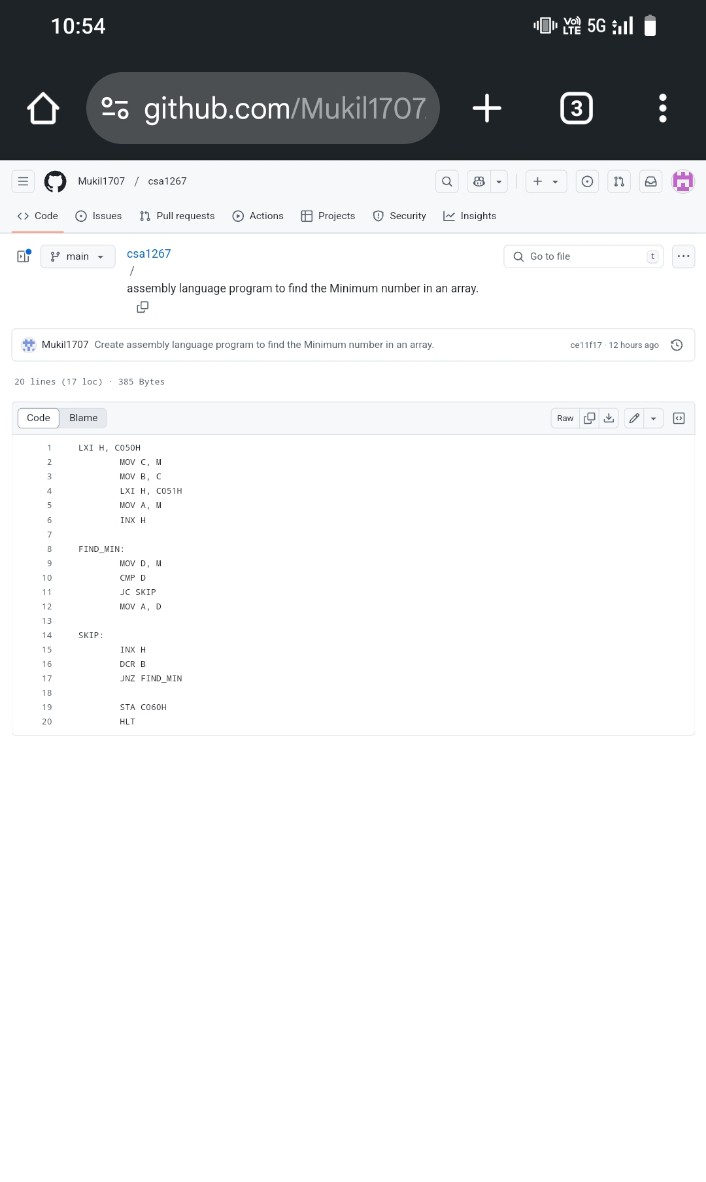 10:54
Vo) LTE 5G
github.com/Mukil1707
3
Mukil1707 / csa1267
Code Issues Pull requests Actions Projects Security Insights
main
csa1267
/
assembly language program to find the Minimum number in an array.
Go to file t
Mukil1707 Create assembly language program to find the Minimum number in an array. ce11f17 · 12 hours ago
20 lines (17 loc) · 385 Bytes
Code Blame Raw
1 LXI H, C050H
2 MOV C, M
3 MOV B, C
4 LXI H, C051H
5 MOV A, M
6 INX H
7
8 FIND_MIN:
9 MOV D, M
10 CMP D
11 JC SKIP
12 MOV A, D
13
14 SKIP:
15 INX H
16 DCR B
17 JNZ FIND_MIN
18
19 STA C060H
20 HLT